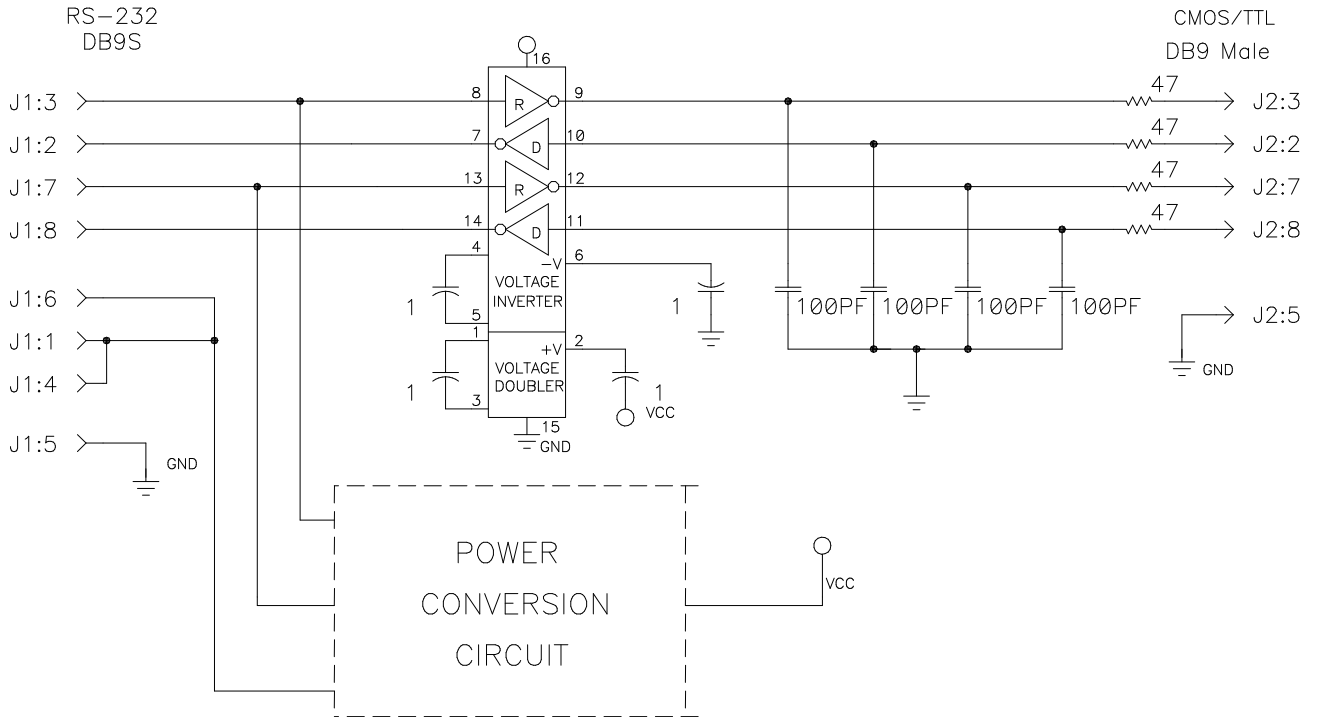 RS-232
DB9S
CMOS/TTL
DB9 Male
16
J1:3
8
R
9
47
J2:3
J1:2
7
D
10
47
J2:2
J1:7
13
R
12
47
J2:7
J1:8
14
D
11
47
J2:8
4
-V
6
VOLTAGE
INVERTER
J1:6
1
1
100PF
100PF
100PF
100PF
5
J2:5
J1:1
1
+V
2
VOLTAGE
DOUBLER
GND
J1:4
1
3
1
VCC
15
GND
J1:5
GND
POWER
CONVERSION
CIRCUIT
VCC